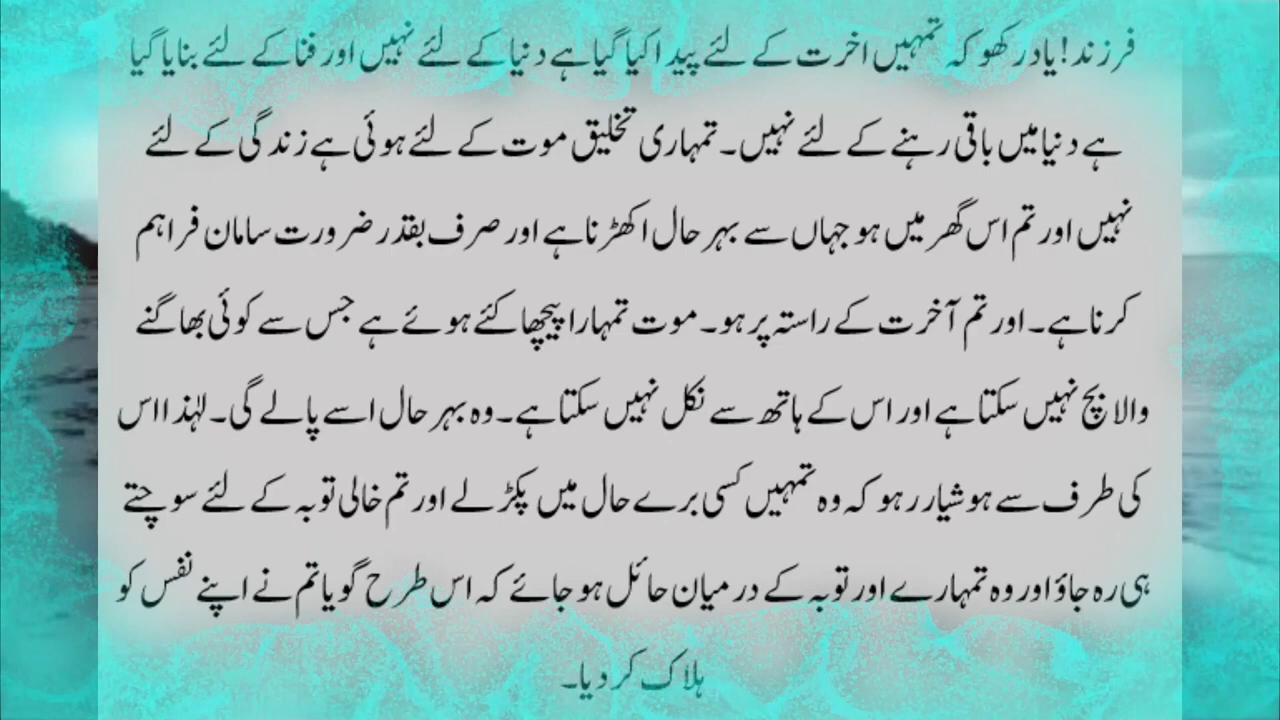 فرزند! یاد رکھو کہ تمہیں اخرت کے لئے پیدا کیا گیا ہے دنیا کے لئے نہیں اور فنا کے لئے بنایا گیا
ہے دنیا میں باقی رہنے کے لئے نہیں۔ تمہاری تخلیق موت کے لئے ہوئی ہے زندگی کے لئے
نہیں اور تم اس گھر میں ہو جہاں سے بہر حال اکھڑنا ہے اور صرف بقدر ضرورت سامان فراہم
کرنا ہے۔ اور تم آخرت کے راستہ پر ہو۔ موت تمہارا پیچھا کئے ہوئے ہے جس سے کوئی بھاگنے
والا بچ نہیں سکتا ہے اور اس کے ہاتھ سے نکل نہیں سکتا ہے۔ وہ بہر حال اسے پالے گی۔ لہٰذا اس
کی طرف سے ہوشیار رہو کہ وہ تمہیں کسی برے حال میں پکڑ لے اور تم خالی توبہ کے لئے سوچتے
ہی رہ جاؤ اور وہ تمہارے اور توبہ کے درمیان حائل ہو جائے کہ اس طرح گویا تم نے اپنے نفس کو
ہلاک کر دیا۔